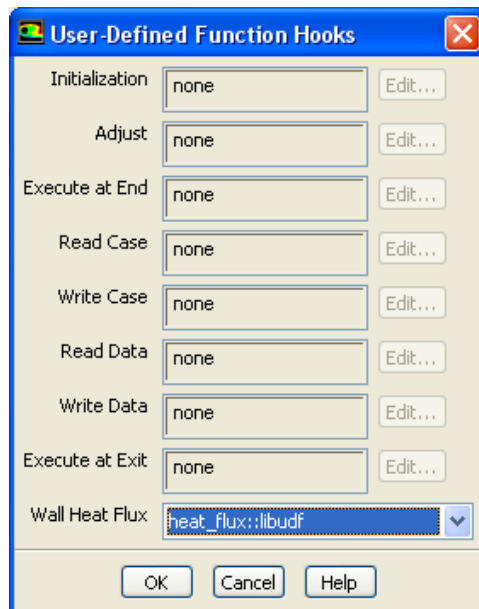 User-Defined Function Hooks
Initialization none Edit...
Adjust none Edit...
Execute at End none Edit...
Read Case none Edit...
Write Case none Edit...
Read Data none Edit...
Write Data none Edit...
Execute at Exit none Edit...
Wall Heat Flux heat_flux::libudf
OK Cancel Help